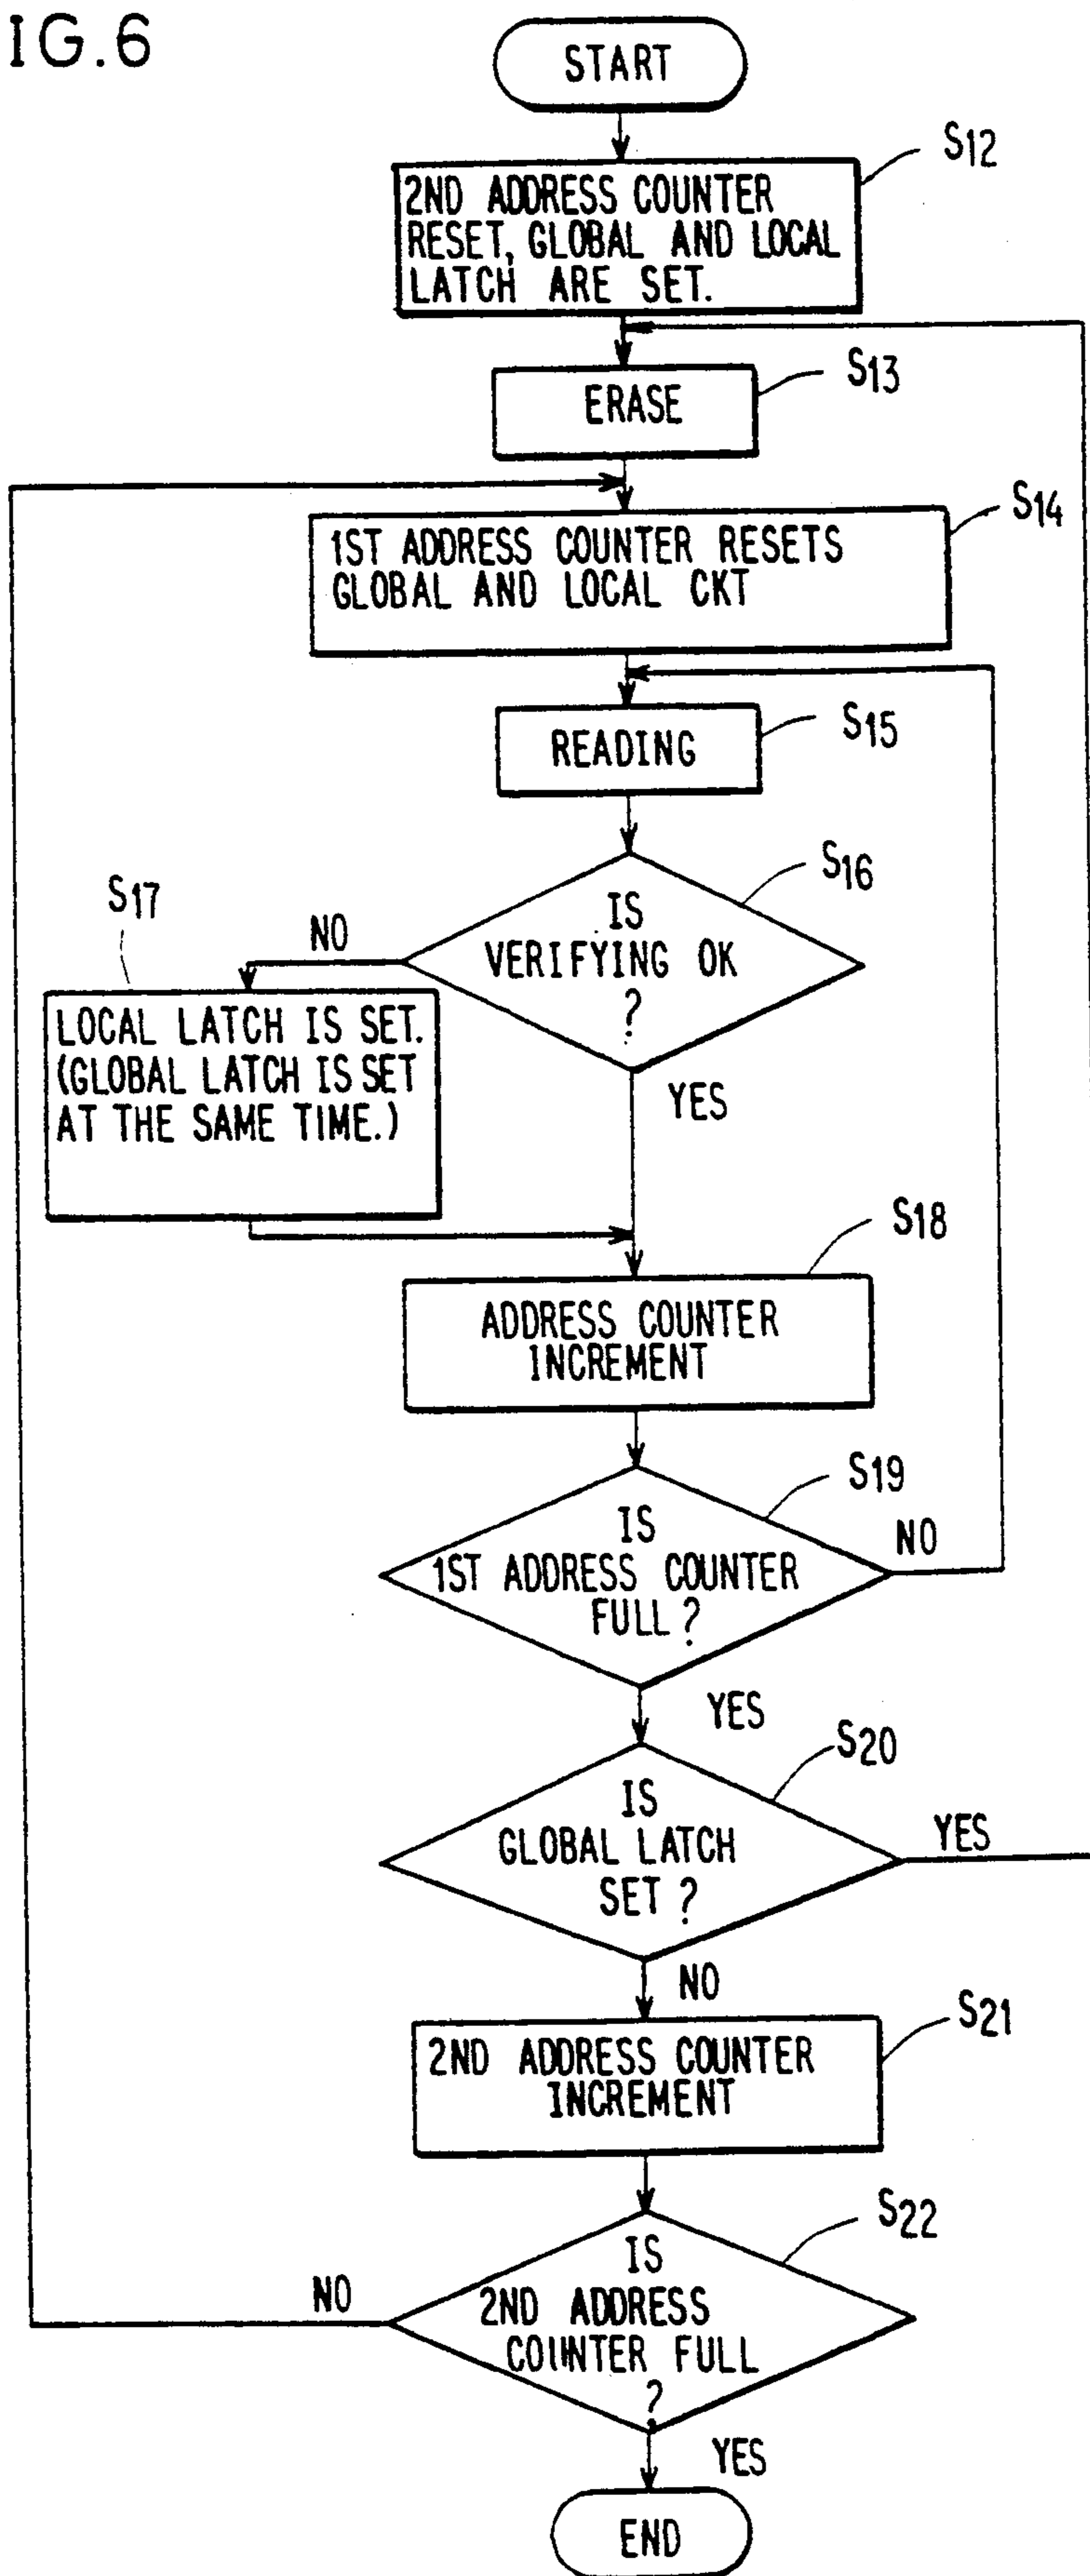 IG.6
START
S12
2ND ADDRESS COUNTER
RESET, GLOBAL AND LOCAL
LATCH ARE SET.
S13
ERASE
S14
1ST ADDRESS COUNTER RESETS
GLOBAL AND LOCAL CKT
S15
READING
S16
IS
VERIFYING OK
?
NO
YES
S17
LOCAL LATCH IS SET.
(GLOBAL LATCH IS SET
AT THE SAME TIME.)
S18
ADDRESS COUNTER
INCREMENT
S19
IS
1ST ADDRESS COUNTER
FULL?
NO
YES
S20
IS
GLOBAL LATCH
SET?
YES
NO
S21
2ND ADDRESS COUNTER
INCREMENT
S22
IS
2ND ADDRESS
COUNTER FULL
?
NO
YES
END